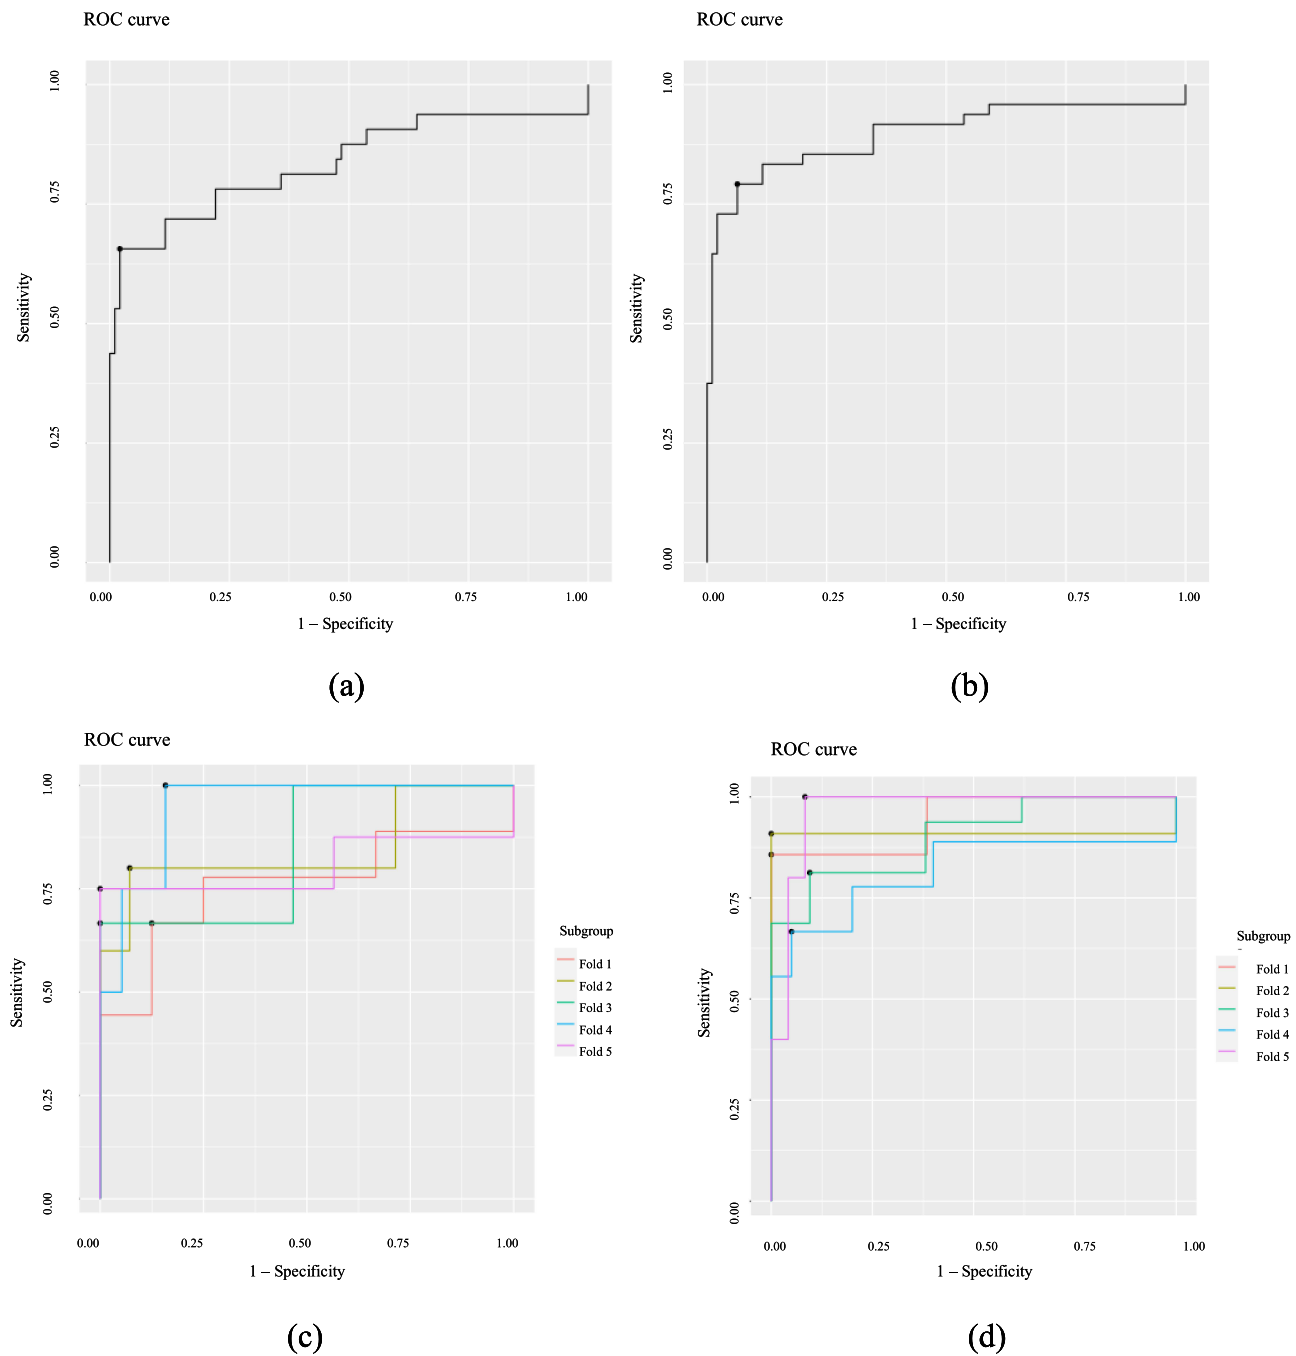 ROC curve
1.00
0.75
0.50
0.25
0.00
Sensitivity
0.00 0.25 0.50 0.75 1.00
1 – Specificity
(a)
ROC curve
1.00
0.75
0.50
0.25
0.00
Sensitivity
0.00 0.25 0.50 0.75 1.00
1 – Specificity
(b)
ROC curve
1.00
0.75
0.50
0.25
0.00
Sensitivity
0.00 0.25 0.50 0.75 1.00
1 – Specificity
Subgroup
Fold 1
Fold 2
Fold 3
Fold 4
Fold 5
(c)
ROC curve
1.00
0.75
0.50
0.25
0.00
Sensitivity
0.00 0.25 0.50 0.75 1.00
1 – Specificity
Subgroup
Fold 1
Fold 2
Fold 3
Fold 4
Fold 5
(d)